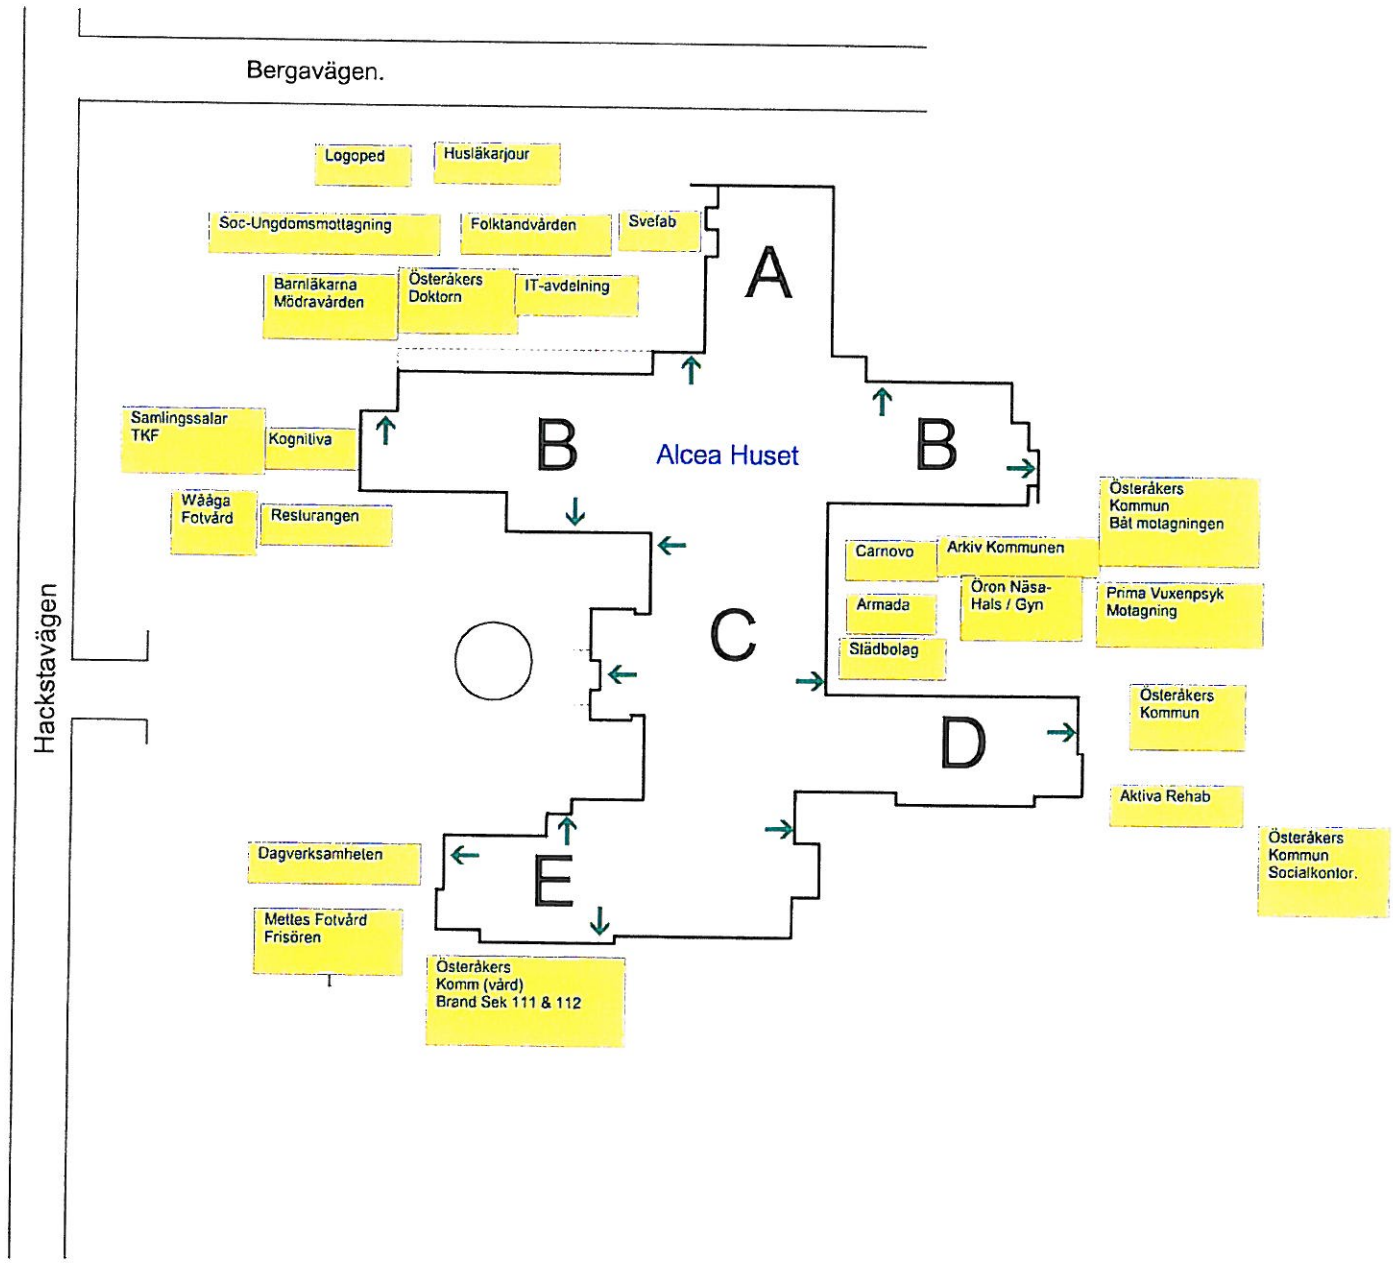 Bergavägen.
Logoped
Husläkarjour
Soc-Ungdomsmottagning
Folktandvården
Svefab
A
Barnläkarna
Mödravården
Österåkers
Doktorn
IT-avdelning
Samlingssalar
TKF
Kognitiva
B
Alcea Huset
B
Wååga
Fotvård
Resturangen
Österåkers
Kommun
Båt motagningen
Carnovo
Arkiv Kommunen
Armada
Öron Näsa-
Hals / Gyn
Prima Vuxenpsyk
Motagning
Städbolag
C
Hackstavägen
Österåkers
Kommun
D
Aktiva Rehab
Österåkers
Kommun
Socialkontor.
Dagverksamheten
E
Mettes Fotvård
Frisören
Österåkers
Komm (vård)
Brand Sek 111 & 112